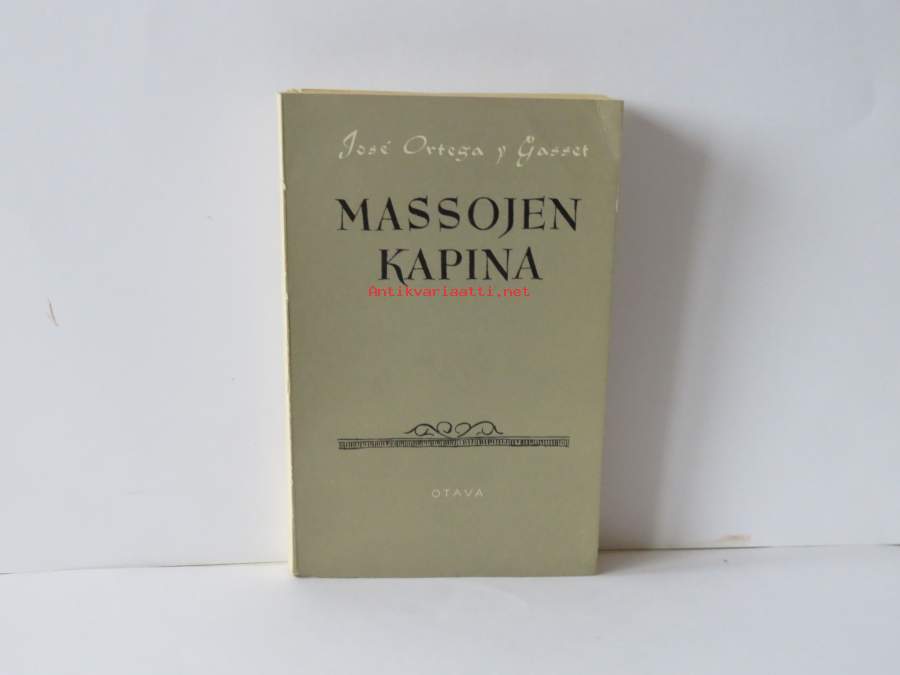 José Ortega y Gasset
MASSOJEN
KAPINA
Antikvariaatti.net
OTAVA